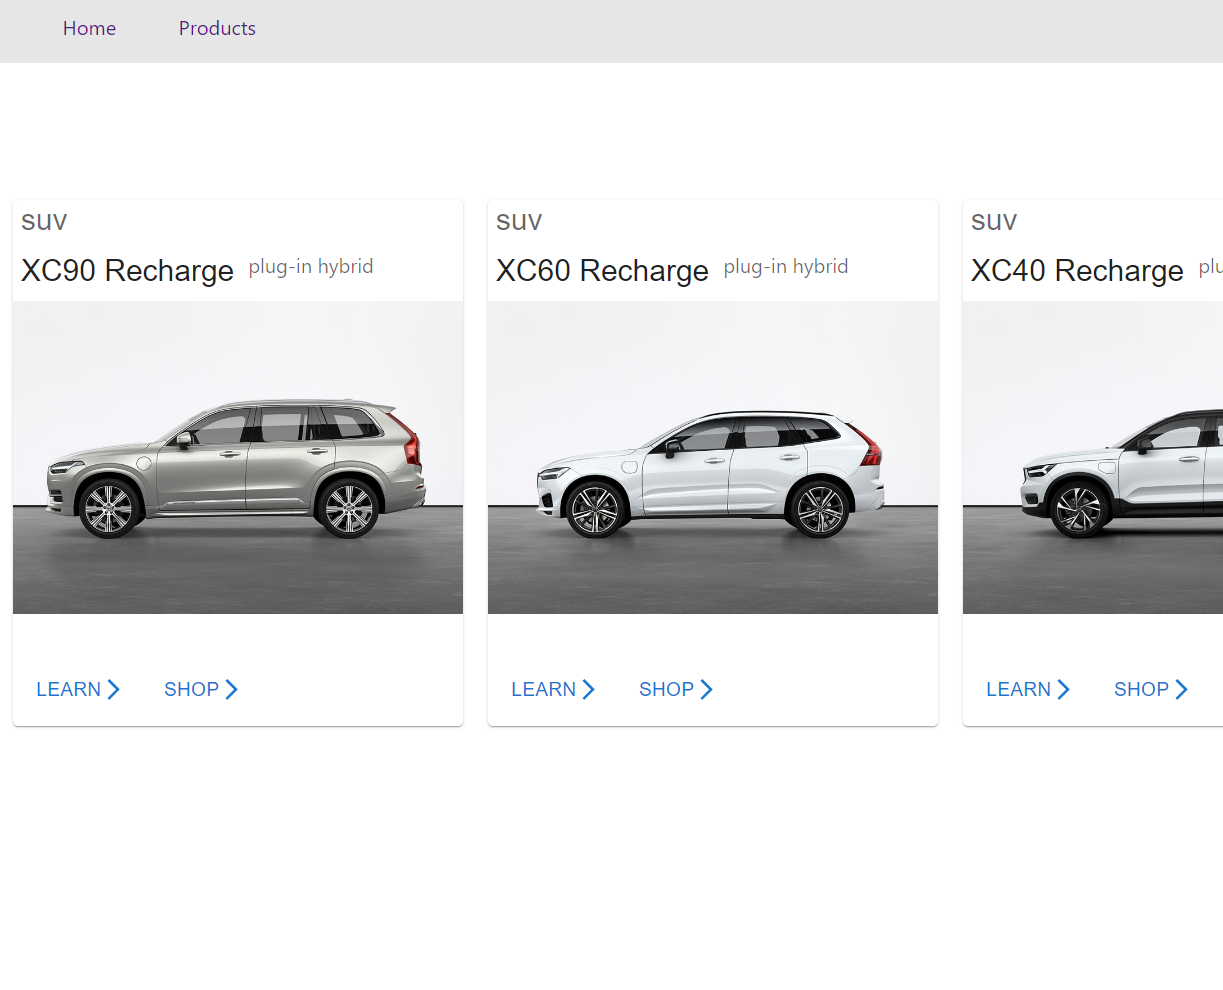 Home Products
suv suv suv
XC90 Recharge plug-in hybrid XC60 Recharge plug-in hybrid XC40 Recharge plu
LEARN SHOP LEARN SHOP LEARN SHOP